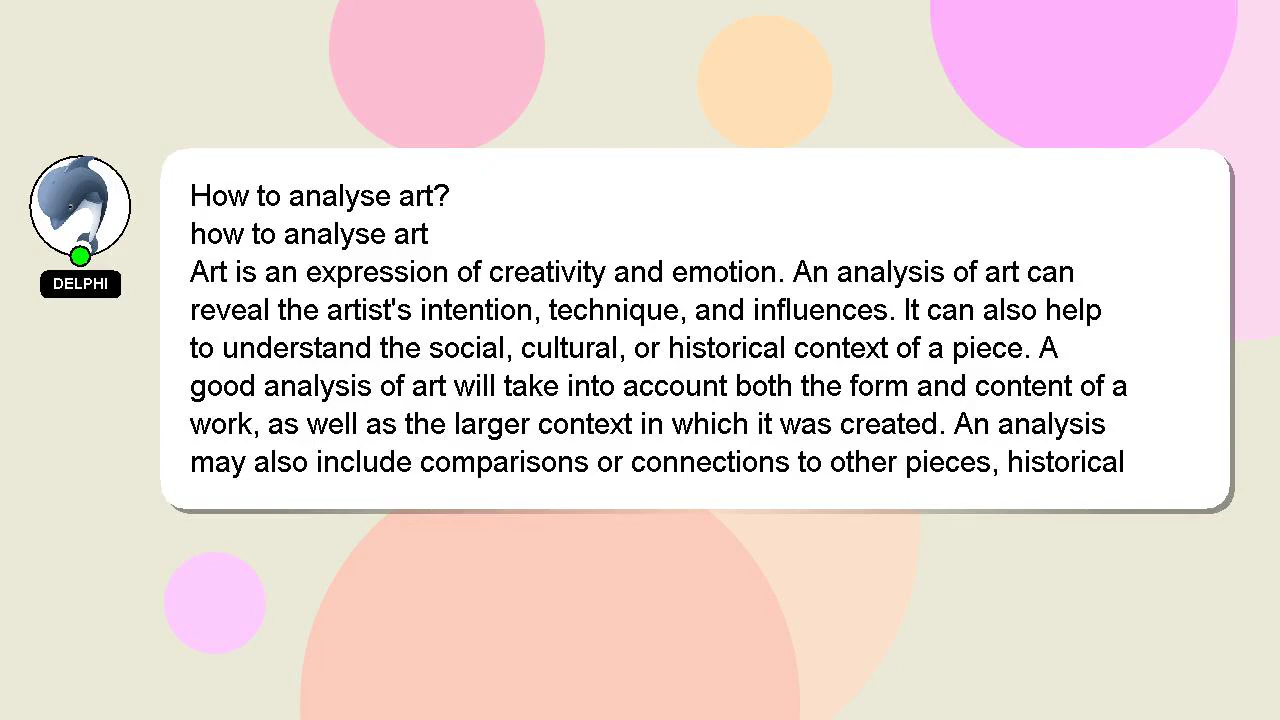 How to analyse art?
how to analyse art
Art is an expression of creativity and emotion. An analysis of art can
reveal the artist's intention, technique, and influences. It can also help
to understand the social, cultural, or historical context of a piece. A
good analysis of art will take into account both the form and content of a
work, as well as the larger context in which it was created. An analysis
may also include comparisons or connections to other pieces, historical
DELPHI